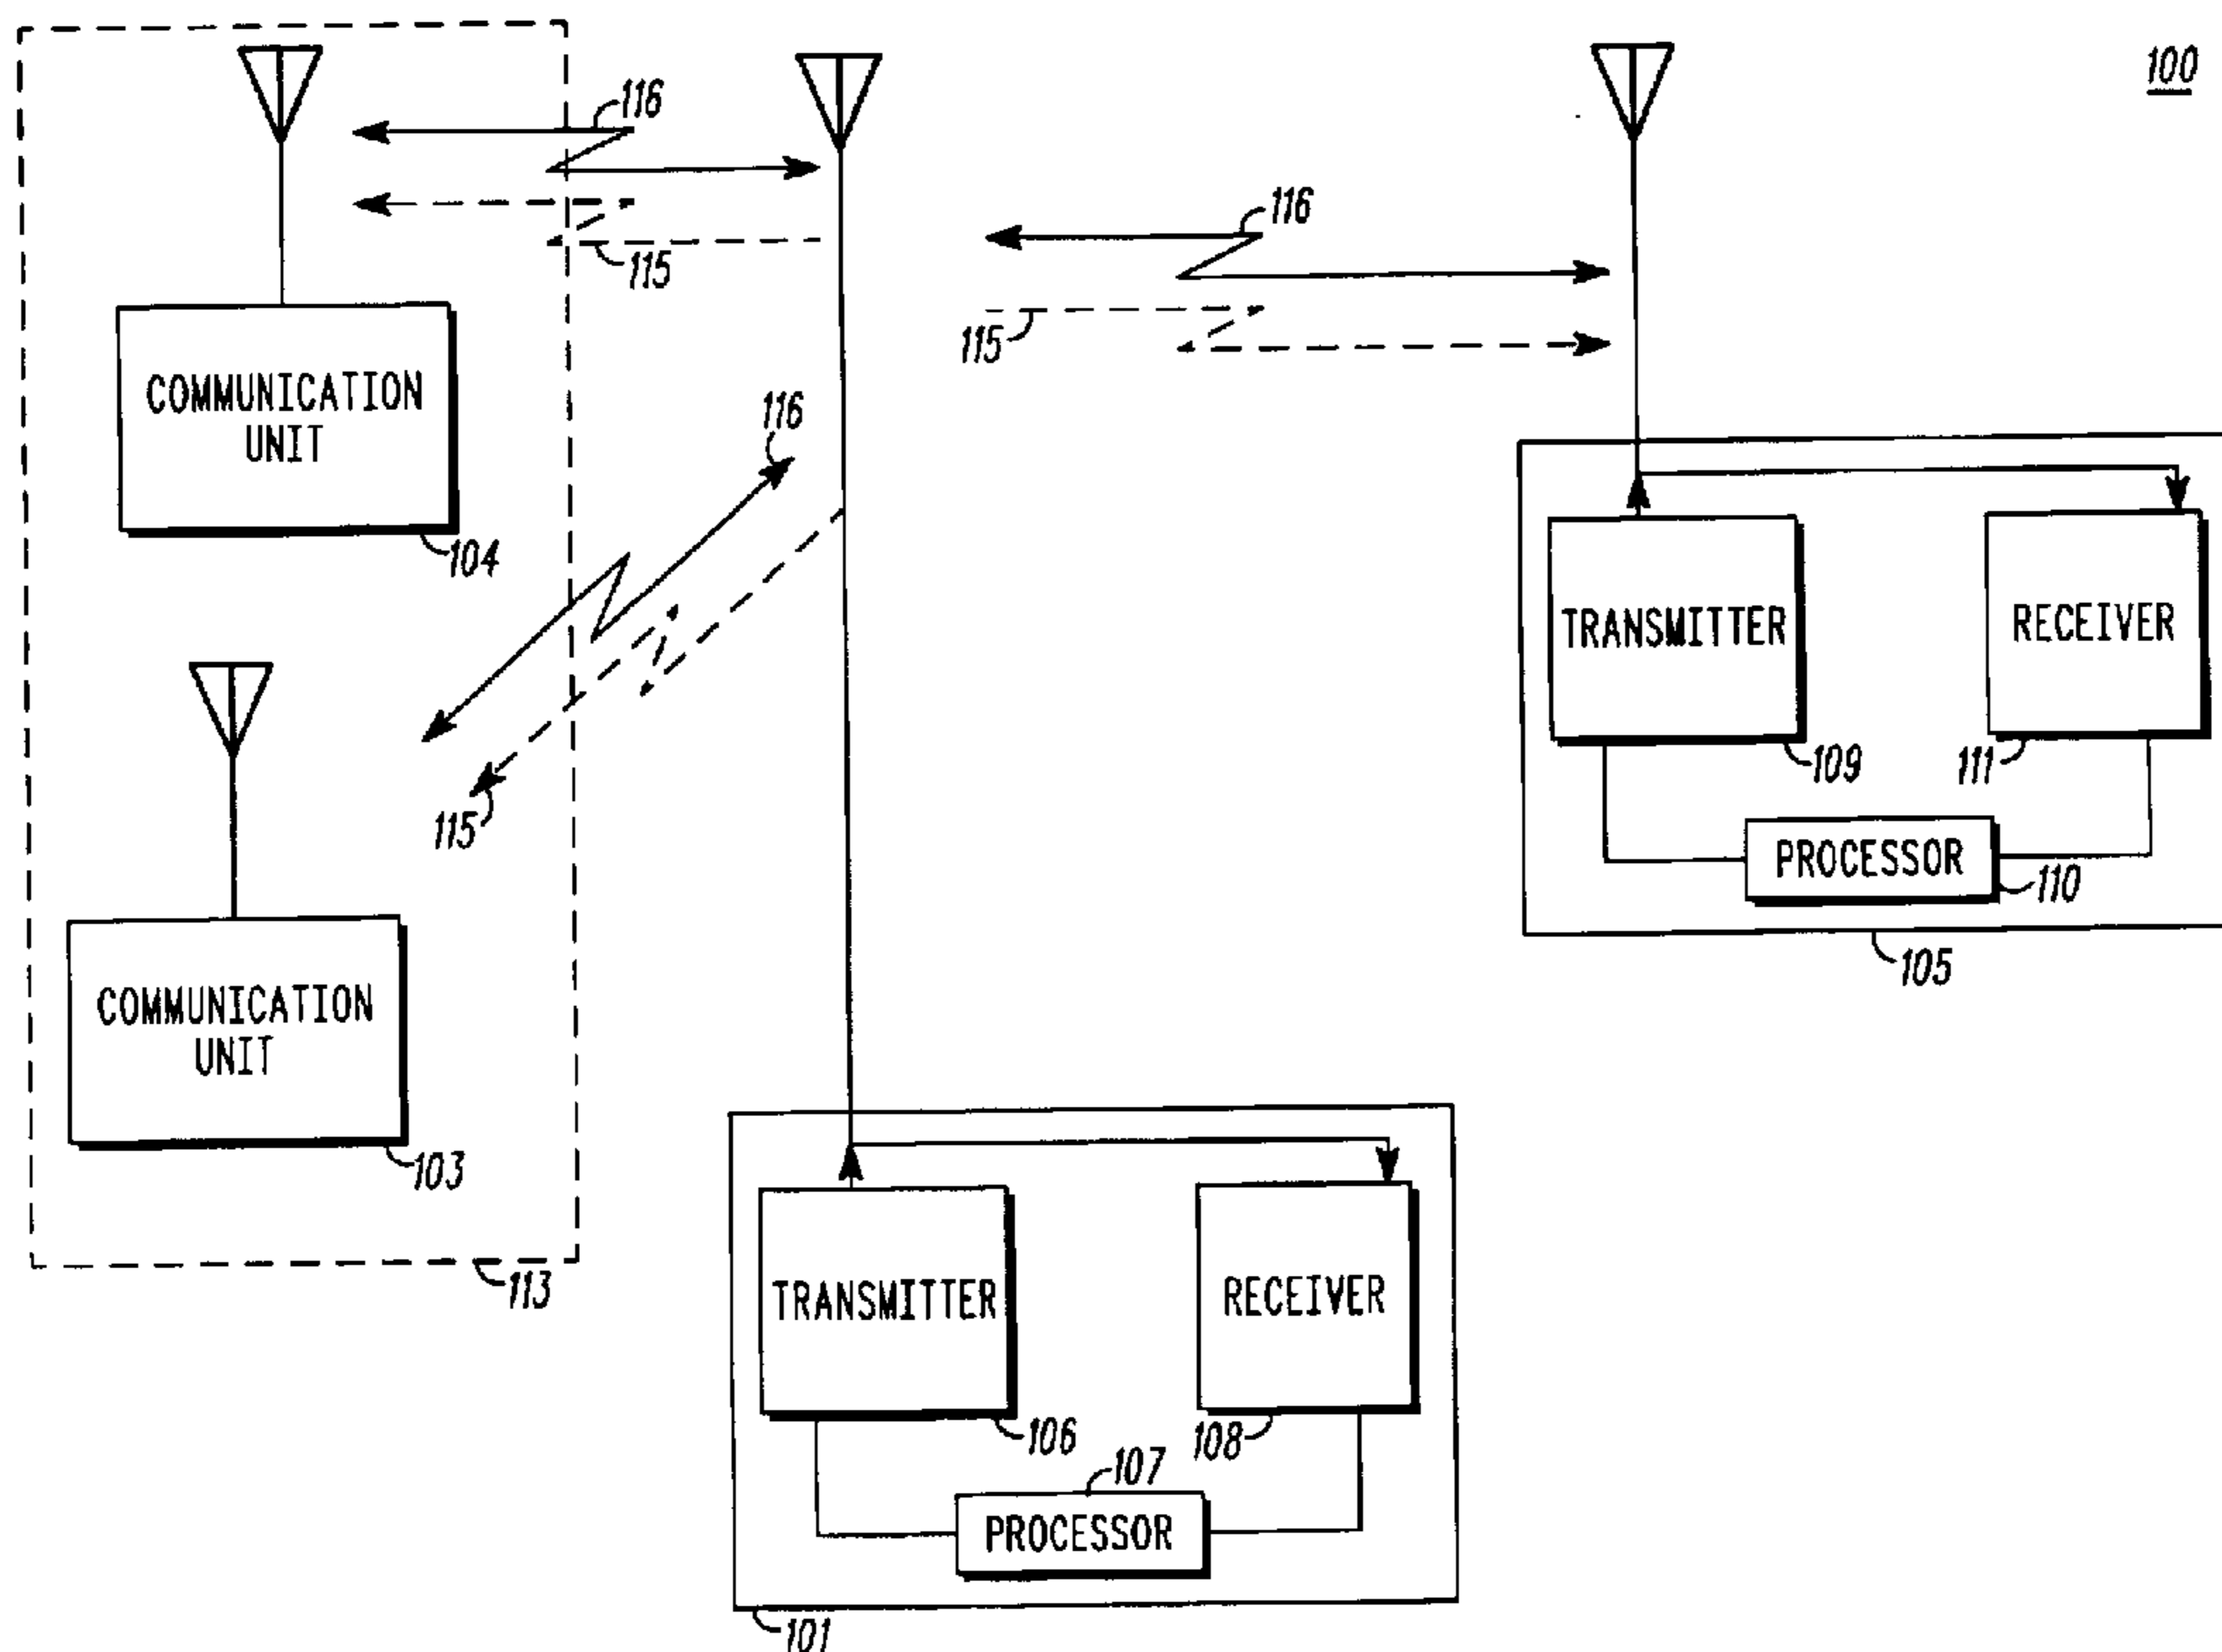 100
116
115
116
115
COMMUNICATION
UNIT
104
116
115
TRANSMITTER
109
RECEIVER
111
PROCESSOR
110
105
COMMUNICATION
UNIT
103
113
TRANSMITTER
106
RECEIVER
108
107
PROCESSOR
101